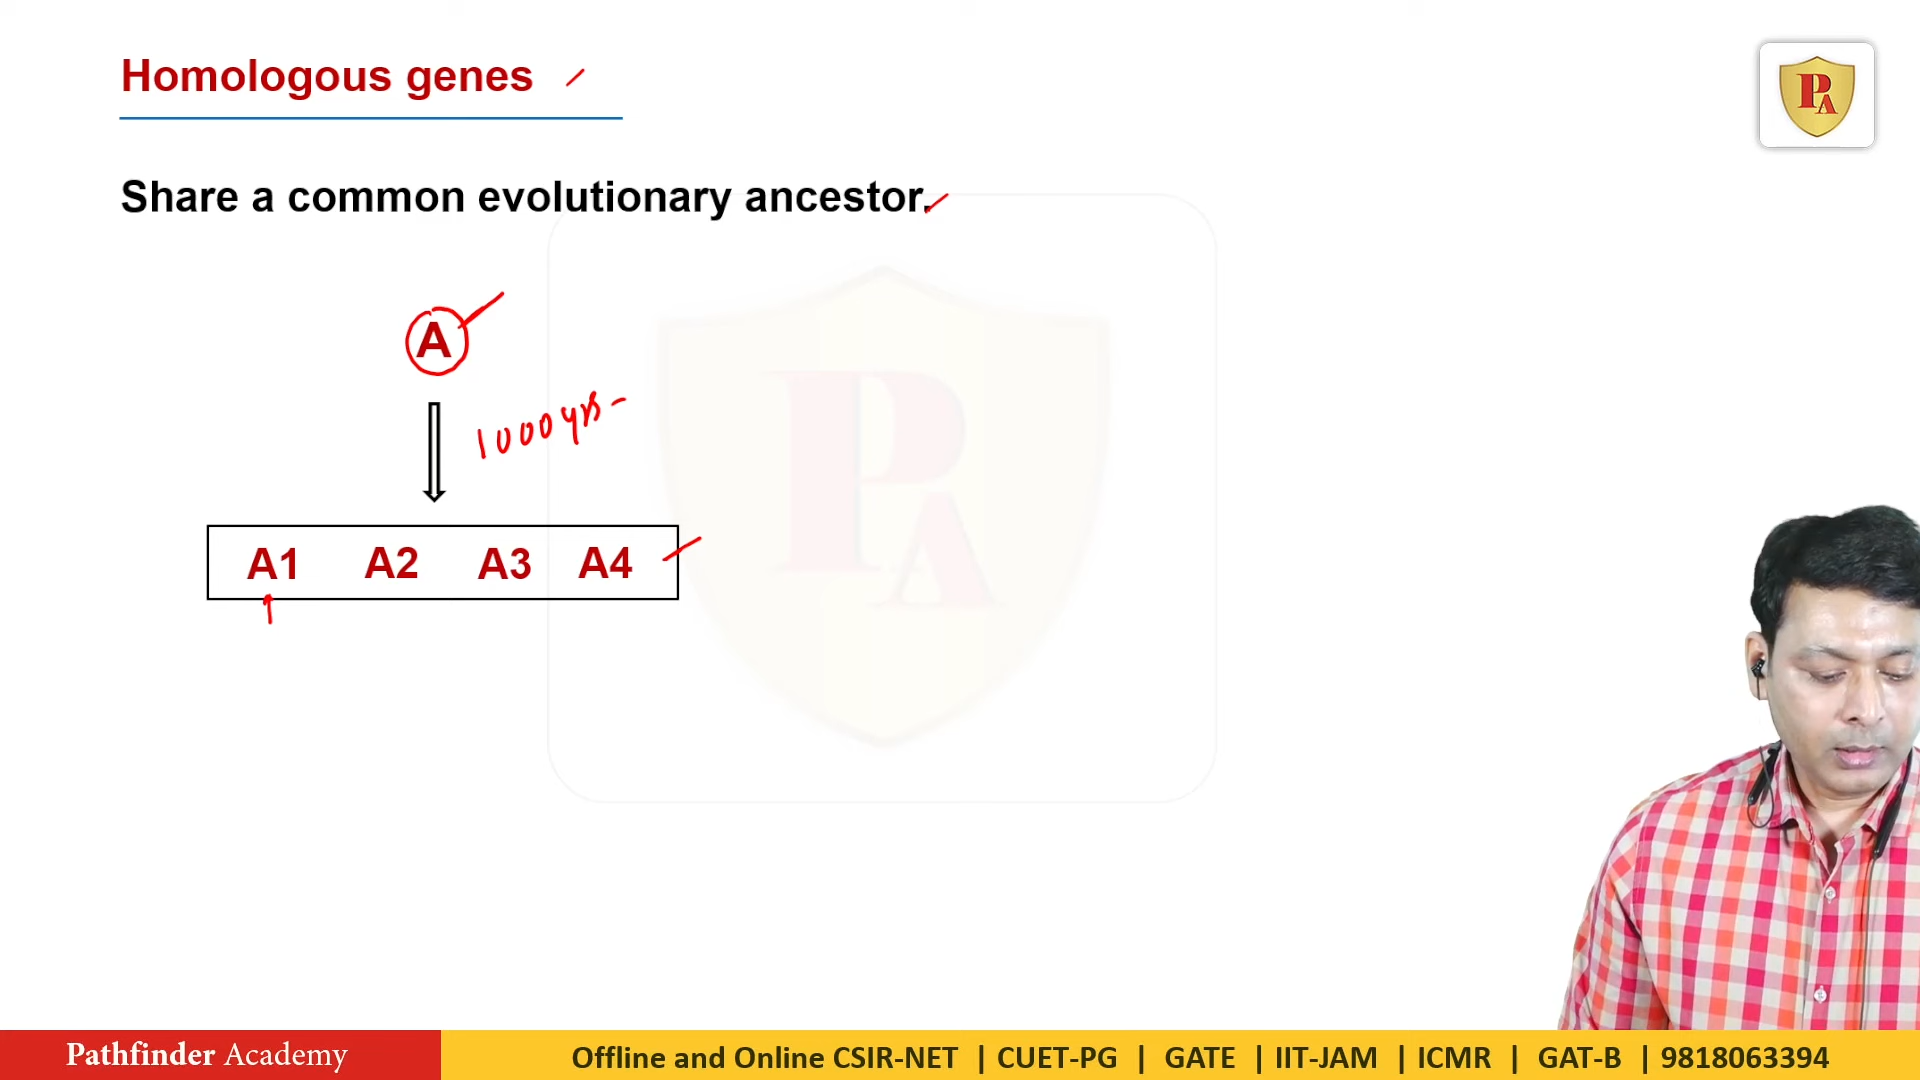 Homologous genes
Share a common evolutionary ancestor.
A
1000 yrs
A1 A2 A3 A4
PA
PA
Pathfinder Academy
Offline and Online CSIR-NET | CUET-PG | GATE | IIT-JAM | ICMR | GAT-B | 9818063394